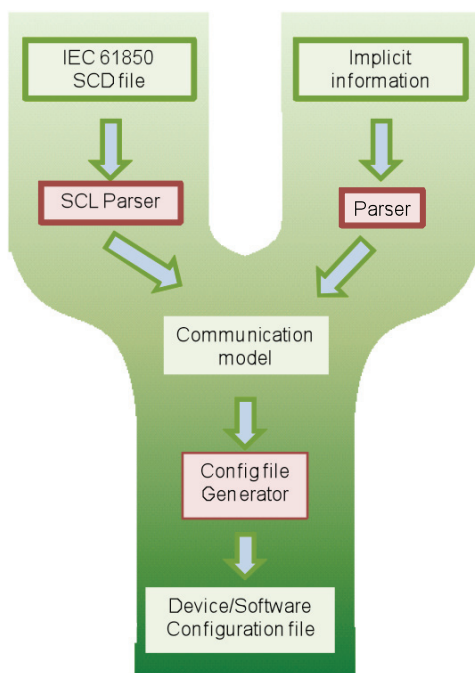 IEC 61850
SCD file
Implicit
information
SCL Parser
Parser
Communication
model
Config file
Generator
Device/Software
Configuration file